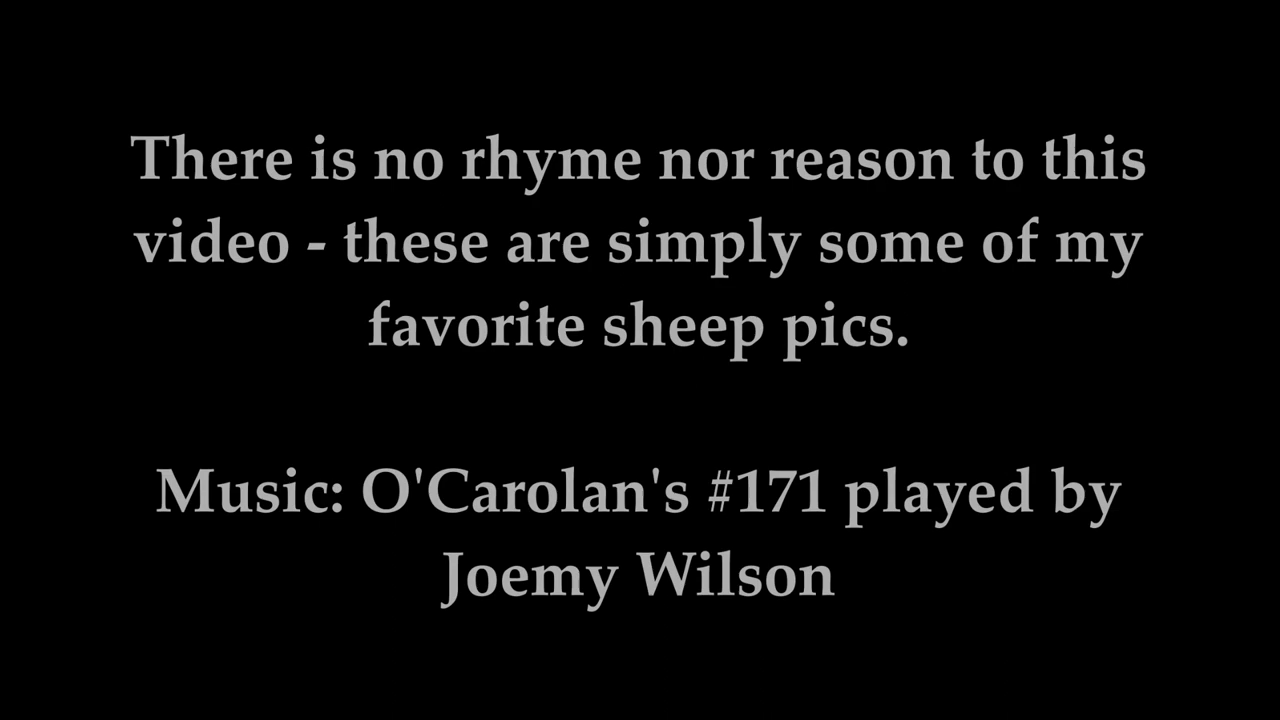 There is no rhyme nor reason to this
video - these are simply some of my
favorite sheep pics.
Music: O'Carolan's #171 played by
Joemy Wilson